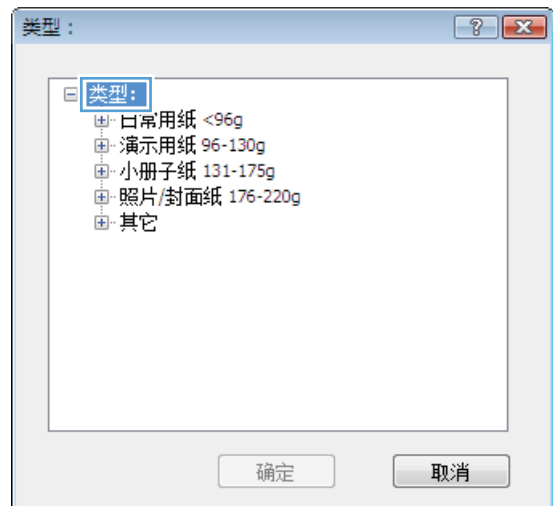 类型：
类型：
日常用纸 <96g
演示用纸 96-130g
小册子纸 131-175g
照片/封面纸 176-220g
其它
确定 取消